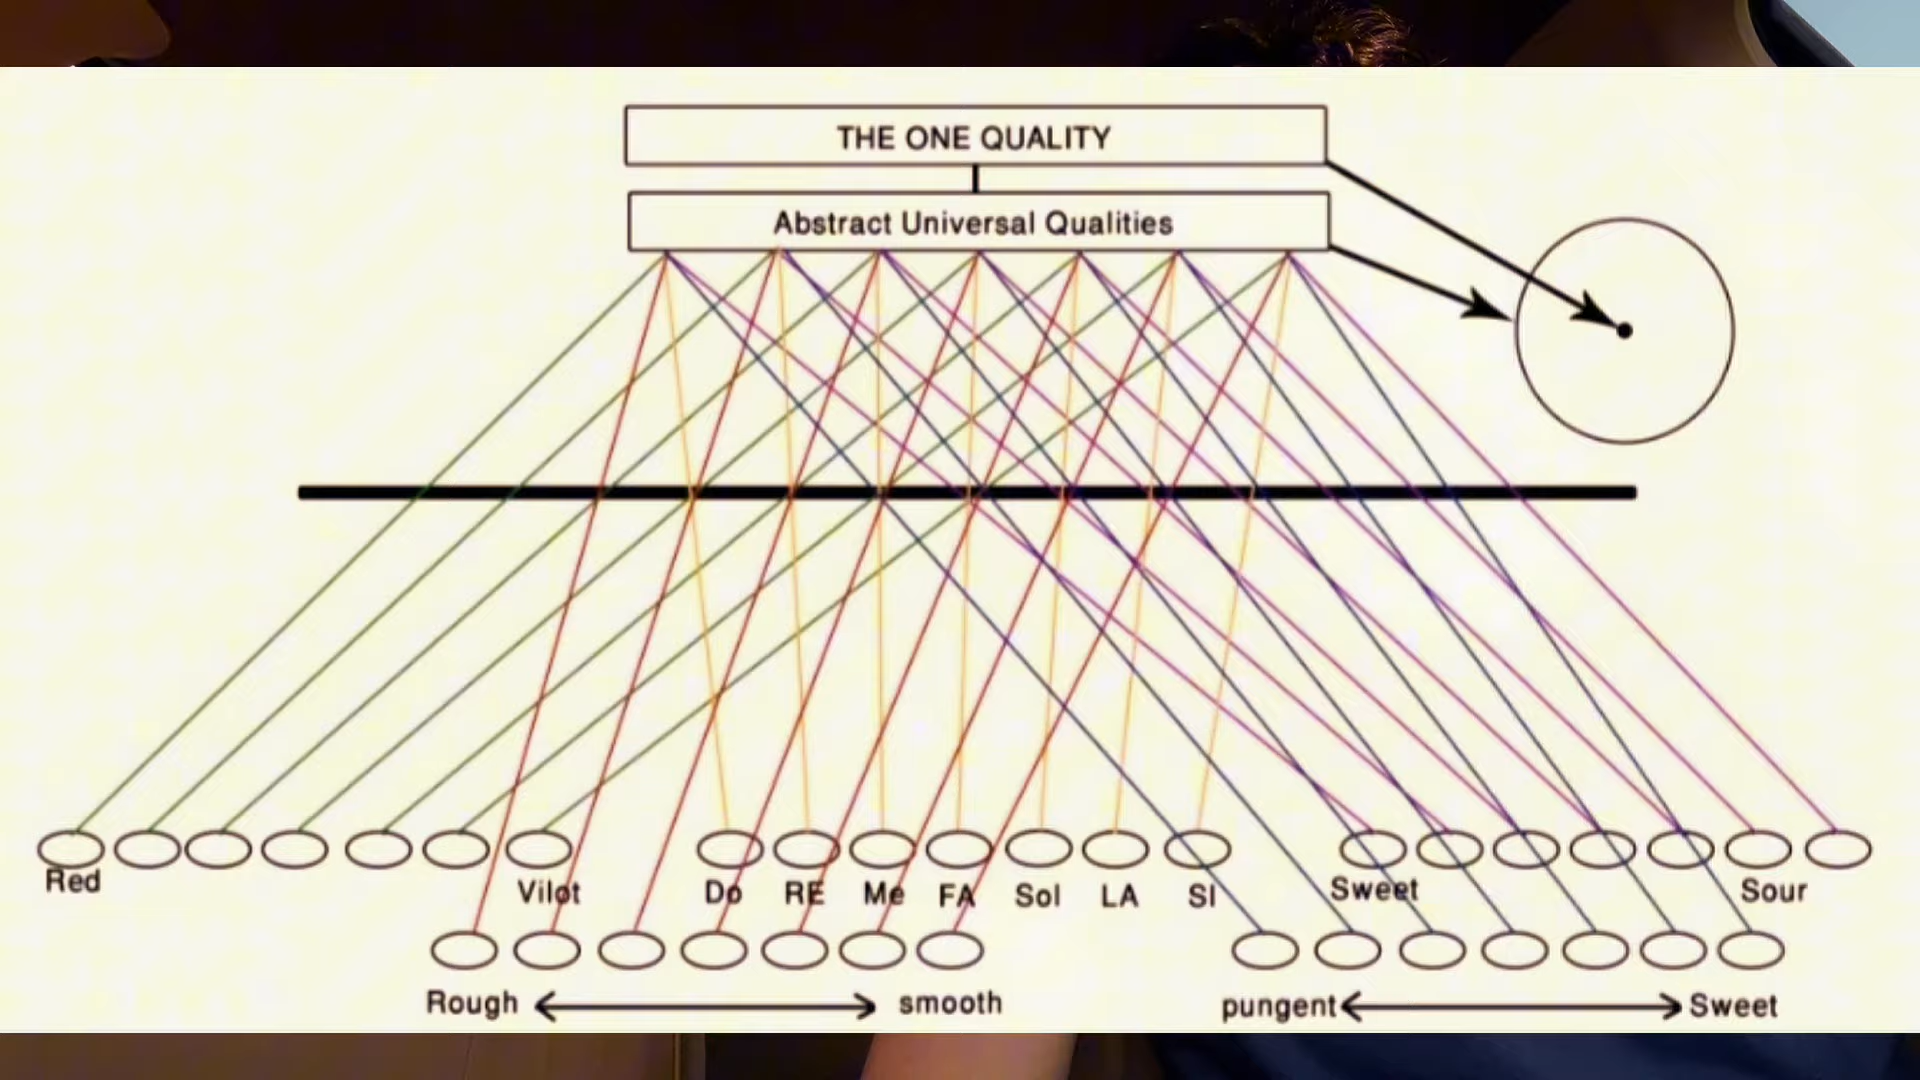 THE ONE QUALITY
Abstract Universal Qualities
Red
Vilot
Do RE Me FA Sol LA SI
Sweet
Sour
Rough smooth
pungent Sweet